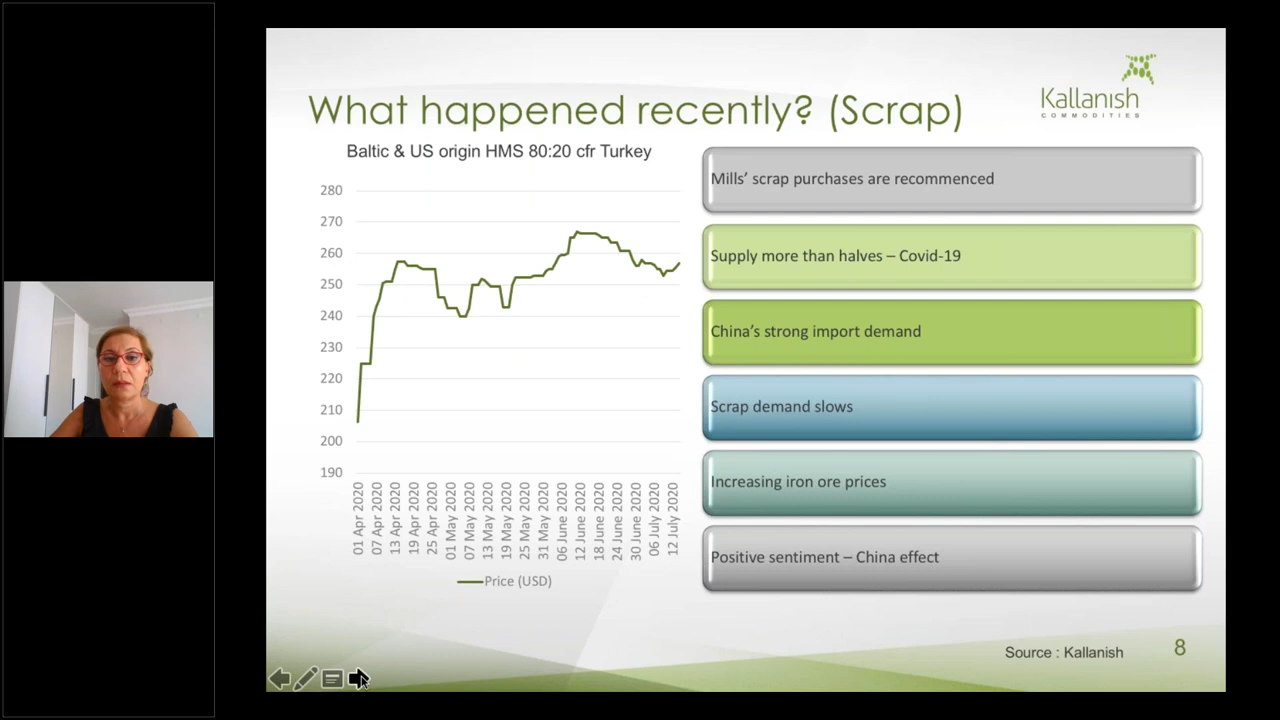 What happened recently? (Scrap)
Kallanish
COMMODITIES
Baltic & US origin HMS 80:20 cfr Turkey
280
270
260
250
240
230
220
210
200
190
01 Apr 2020
07 Apr 2020
13 Apr 2020
19 Apr 2020
25 Apr 2020
01 May 2020
07 May 2020
13 May 2020
19 May 2020
25 May 2020
31 May 2020
06 June 2020
12 June 2020
18 June 2020
24 June 2020
30 June 2020
06 July 2020
12 July 2020
Price (USD)
Mills’ scrap purchases are recommenced
Supply more than halves – Covid-19
China’s strong import demand
Scrap demand slows
Increasing iron ore prices
Positive sentiment – China effect
Source : Kallanish
8